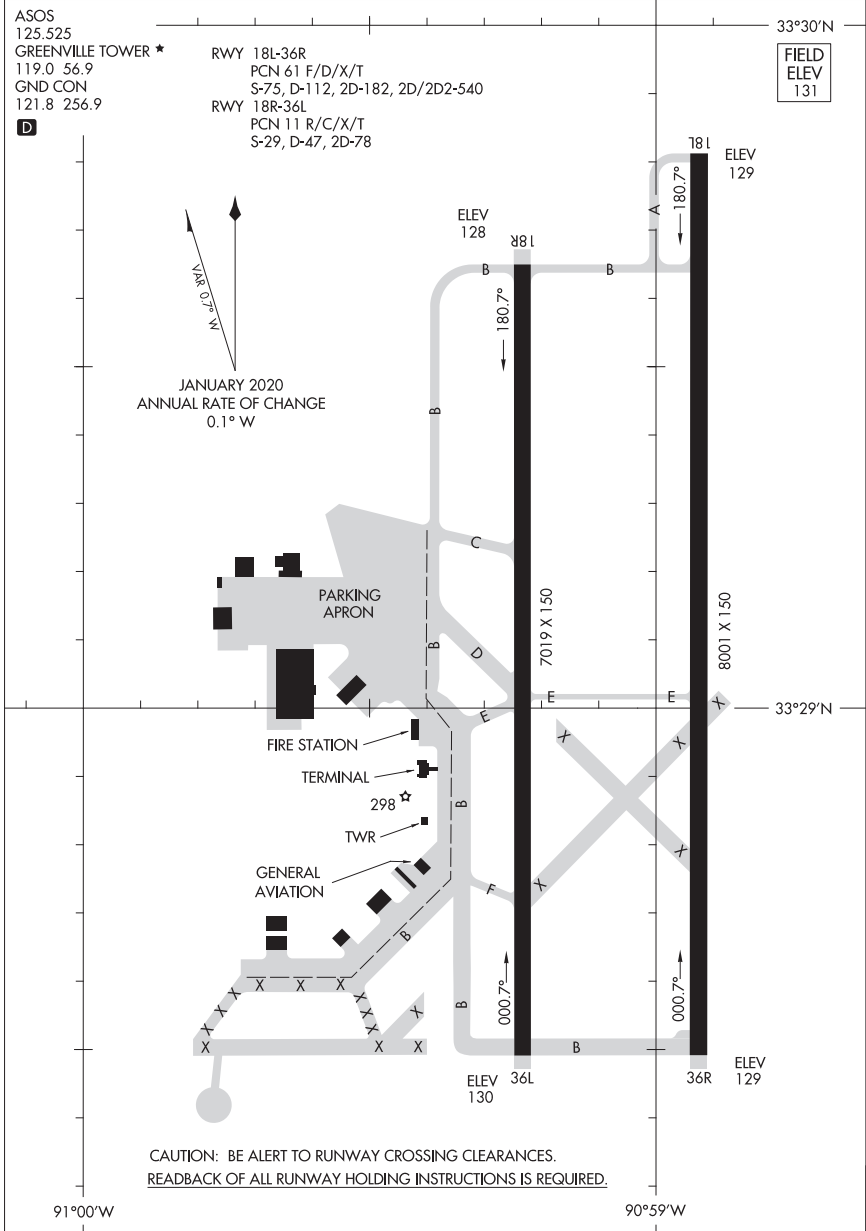 ASOS
125.525
GREENVILLE TOWER
119.0 56.9
GND CON
121.8 256.9
D
RWY 18L-36R
PCN 61 F/D/X/T
S-75, D-112, 2D-182, 2D/2D2-540
RWY 18R-36L
PCN 11 R/C/X/T
S-29, D-47, 2D-78
33°30'N
FIELD
ELEV
131
18L
ELEV
129
180.7°
A
ELEV
128
18R
B
B
180.7°
VAR 0.7° W
JANUARY 2020
ANNUAL RATE OF CHANGE
0.1° W
B
C
PARKING
APRON
7019 X 150
8001 X 150
B
D
E
E
E
X
33°29'N
FIRE STATION
X
X
TERMINAL
298
B
TWR
X
GENERAL
AVIATION
F
X
B
X
X
X
X
X
X
X
X
X
X
X
X
B
000.7°
000.7°
X
X
X
B
ELEV
130
36L
36R
ELEV
129
CAUTION: BE ALERT TO RUNWAY CROSSING CLEARANCES.
READBACK OF ALL RUNWAY HOLDING INSTRUCTIONS IS REQUIRED.
91°00'W
90°59'W